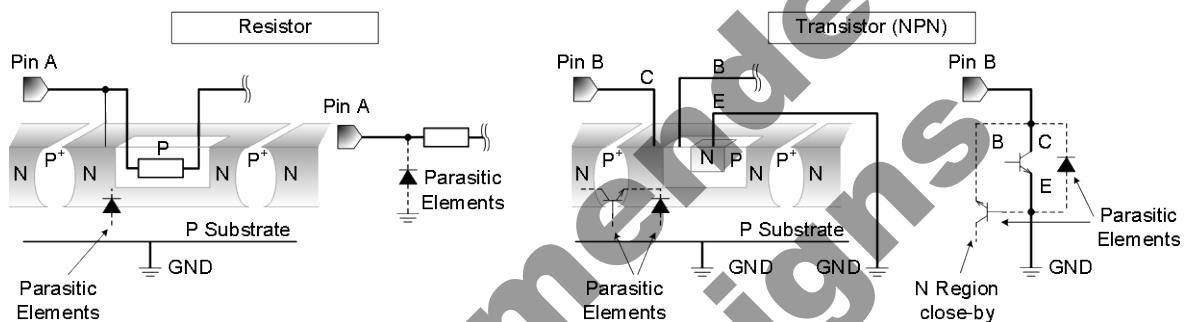 Resistor
Transistor (NPN)
Pin A
Pin A
N
P+
N
P
N
P+
N
Parasitic
Elements
P Substrate
GND
Parasitic
Elements
Pin B
C
B
E
N
P+
N
N
P
N
P+
N
P Substrate
GND
GND
Parasitic
Elements
Pin B
B
C
E
Parasitic
Elements
GND
N Region
close-by